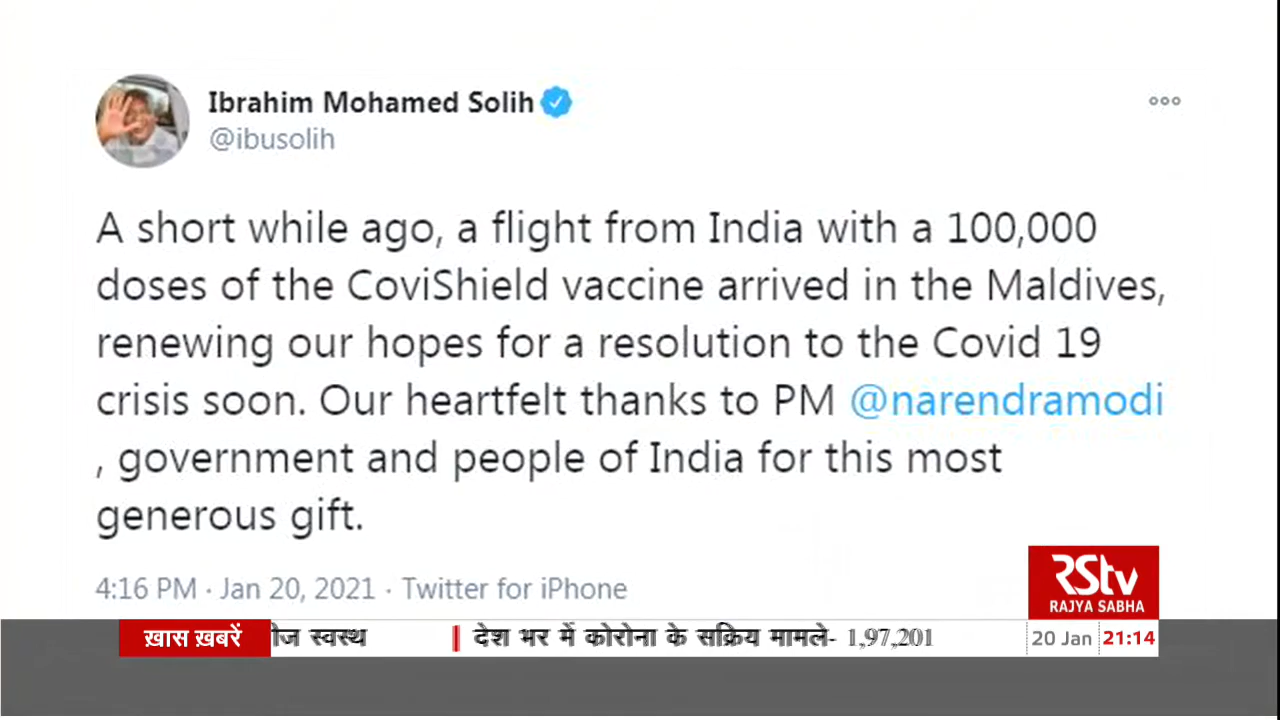 Ibrahim Mohamed Solih
@ibusolih
A short while ago, a flight from India with a 100,000
doses of the CoviShield vaccine arrived in the Maldives,
renewing our hopes for a resolution to the Covid 19
crisis soon. Our heartfelt thanks to PM @narendramodi
, government and people of India for this most
generous gift.
4:16 PM · Jan 20, 2021 · Twitter for iPhone
RStv
RAJYA SABHA
ख़ास ख़बरें
स्वस्थ | देश भर में कोरोना के सक्रिय मामले- 1,97,201
20 Jan 21:14